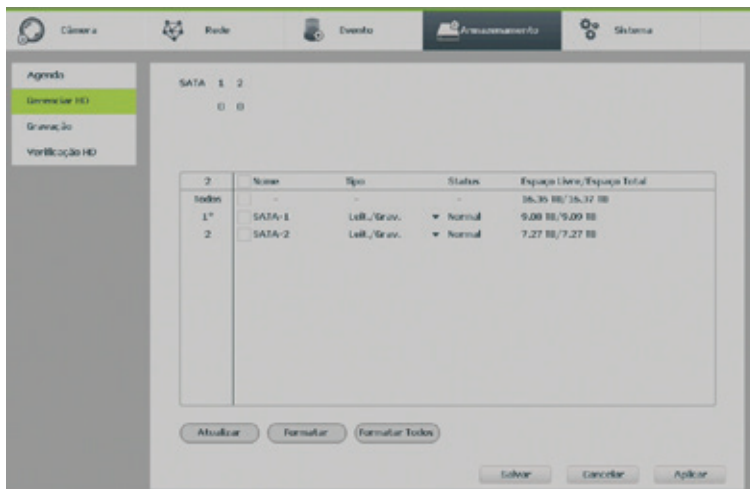 Câmera Rede Evento Armazenamento Sistema
Agenda
Gerenciar HD
Gravação
Verificação HD
SATA 1 2
0 0
2 Nome Tipo Status Espaço Livre/Espaço Total
Todos - - - 16.36 TB/16.37 TB
1* SATA-1 Leit./Grav. Normal 9.08 TB/9.09 TB
2 SATA-2 Leit./Grav. Normal 7.27 TB/7.27 TB
Atualizar Formatar Formatar Todos
Salvar Cancelar Aplicar